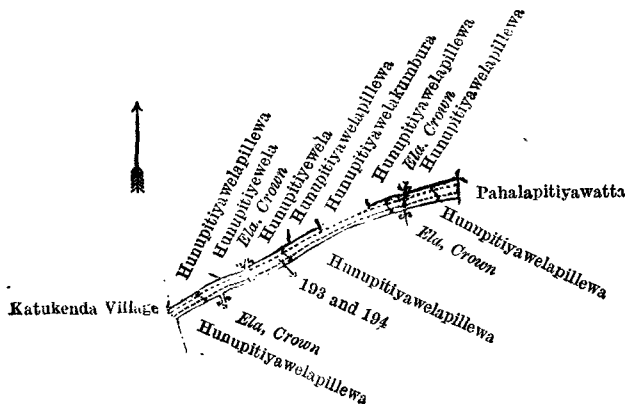 Hunupitiyawelapillewa
Hunupitiyewela
Ela. Crown
Hunupitiyewela
Hunupitiyawelapillewa
Hunupitiyawelakumbura
Hunupitiyawelapillewa
Ela. Crown
Hunupitiyawelapillewa
Pahalapitiyawatta
Hunupitiyawelapillewa
Ela, Crown
Hunupitiyawelapillewa
193 and 194
Katukenda Village
Ela, Crown
Hunupitiyawelapillewa